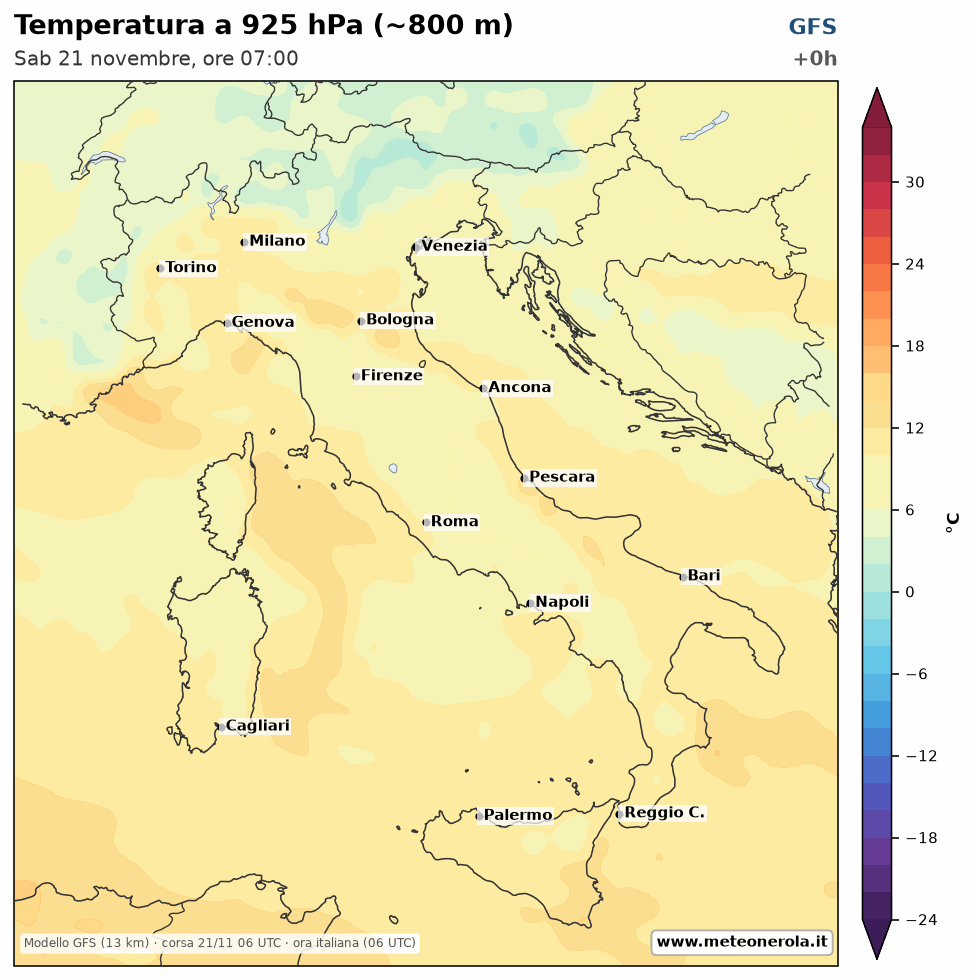 Temperatura a 925 hPa (~800 m)
GFS
Sab 21 novembre, ore 07:00
+0h
Milano
Venezia
Torino
Genova
Bologna
Firenze
Ancona
Pescara
Roma
Bari
Napoli
Cagliari
Palermo
Reggio C.
30
24
18
12
6
0
−6
−12
−18
−24
°C
Modello GFS (13 km) · corsa 21/11 06 UTC · ora italiana (06 UTC)
www.meteonerola.it